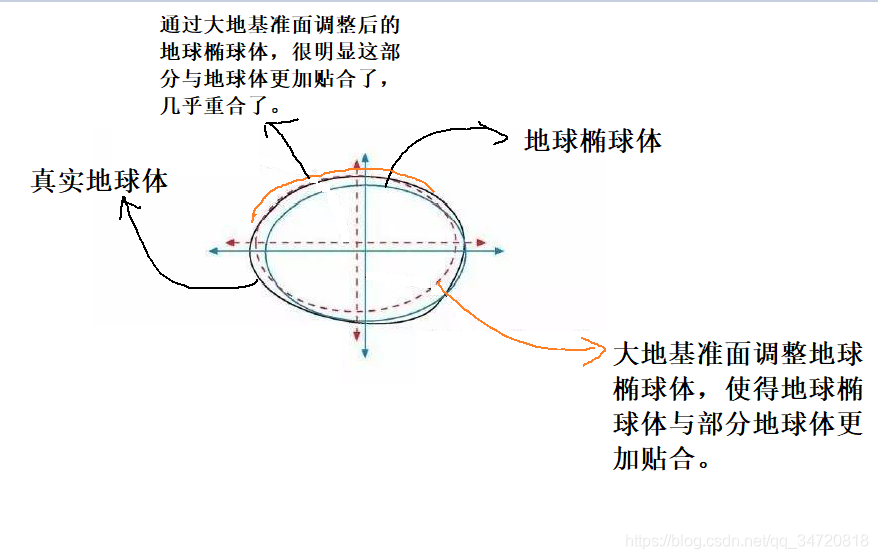 通过大地基准面调整后的
地球椭球体，很明显这部
分与地球体更加贴合了，
几乎重合了。
地球椭球体
真实地球体
大地基准面调整地球
椭球体，使得地球椭
球体与部分地球体更
加贴合。
https://blog.csdn.net/qq_34720818